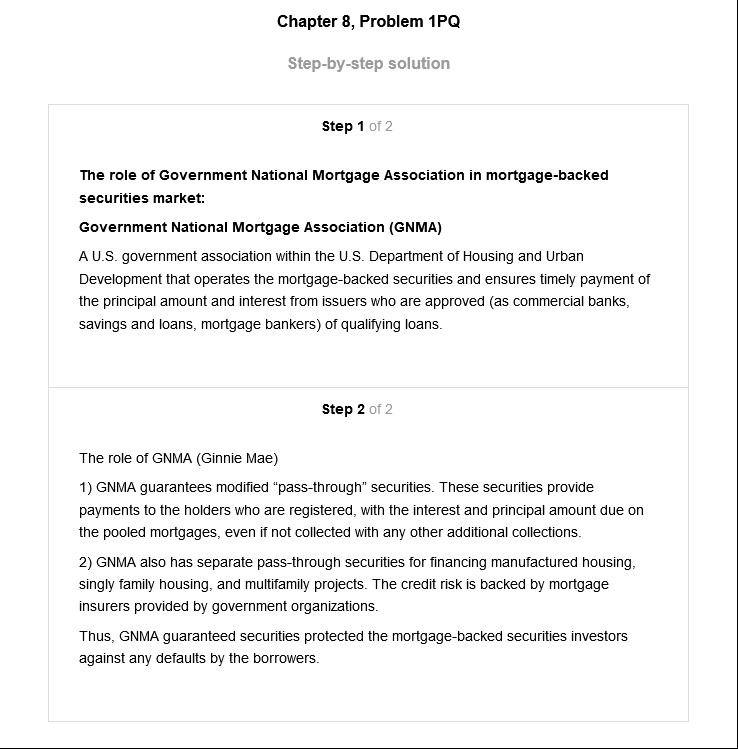 Chapter 8, Problem 1PQ
Step-by-step solution
Step 1 of 2
The role of Government National Mortgage Association in mortgage-backed
securities market:
Government National Mortgage Association (GNMA)
A U.S. government association within the U.S. Department of Housing and Urban
Development that operates the mortgage-backed securities and ensures timely payment of
the principal amount and interest from issuers who are approved (as commercial banks,
savings and loans, mortgage bankers) of qualifying loans.
Step 2 of 2
The role of GNMA (Ginnie Mae)
1) GNMA guarantees modified “pass-through” securities. These securities provide
payments to the holders who are registered, with the interest and principal amount due on
the pooled mortgages, even if not collected with any other additional collections.
2) GNMA also has separate pass-through securities for financing manufactured housing,
singly family housing, and multifamily projects. The credit risk is backed by mortgage
insurers provided by government organizations.
Thus, GNMA guaranteed securities protected the mortgage-backed securities investors
against any defaults by the borrowers.